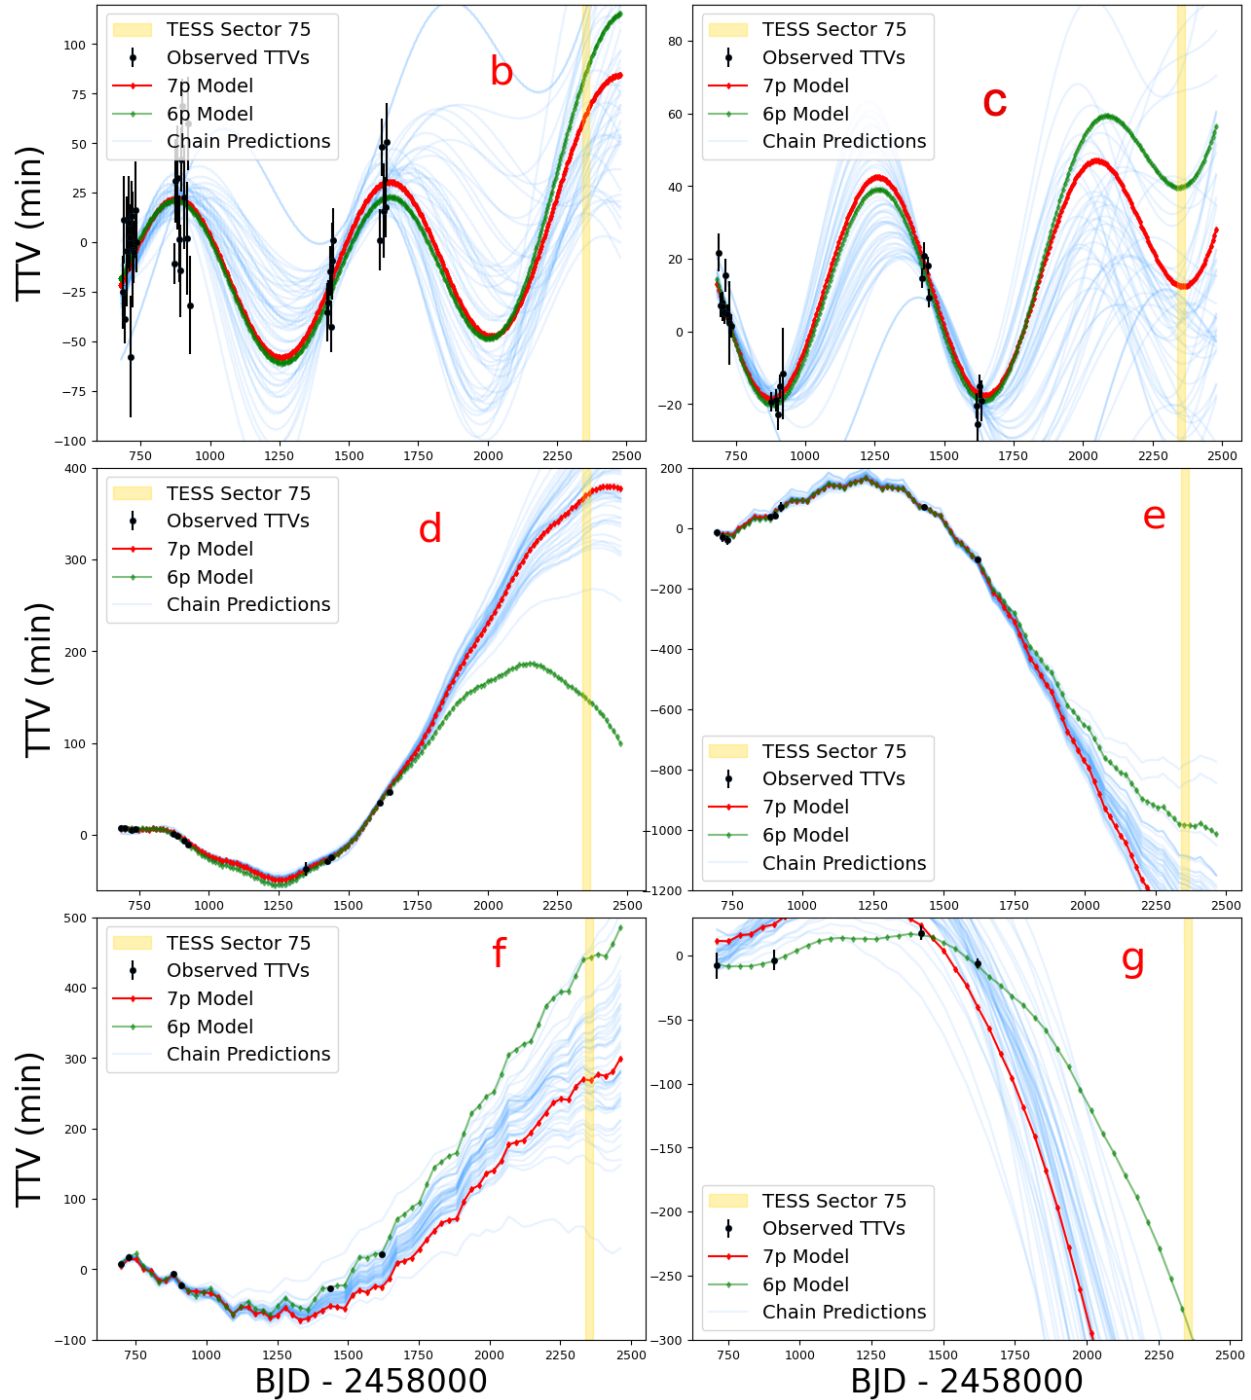 TTV (min)
100
75
50
25
0
−25
−50
−75
−100
TESS Sector 75
Observed TTVs
7p Model
6p Model
Chain Predictions
b
750 1000 1250 1500 1750 2000 2250 2500
80
60
40
20
0
−20
TESS Sector 75
Observed TTVs
7p Model
6p Model
Chain Predictions
c
750 1000 1250 1500 1750 2000 2250 2500
TTV (min)
400
300
200
100
0
TESS Sector 75
Observed TTVs
7p Model
6p Model
Chain Predictions
d
750 1000 1250 1500 1750 2000 2250 2500
200
0
−200
−400
−600
−800
−1000
−1200
e
TESS Sector 75
Observed TTVs
7p Model
6p Model
Chain Predictions
750 1000 1250 1500 1750 2000 2250 2500
TTV (min)
500
400
300
200
100
0
−100
TESS Sector 75
Observed TTVs
7p Model
6p Model
Chain Predictions
f
750 1000 1250 1500 1750 2000 2250 2500
BJD - 2458000
0
−50
−100
−150
−200
−250
−300
g
TESS Sector 75
Observed TTVs
7p Model
6p Model
Chain Predictions
750 1000 1250 1500 1750 2000 2250 2500
BJD - 2458000